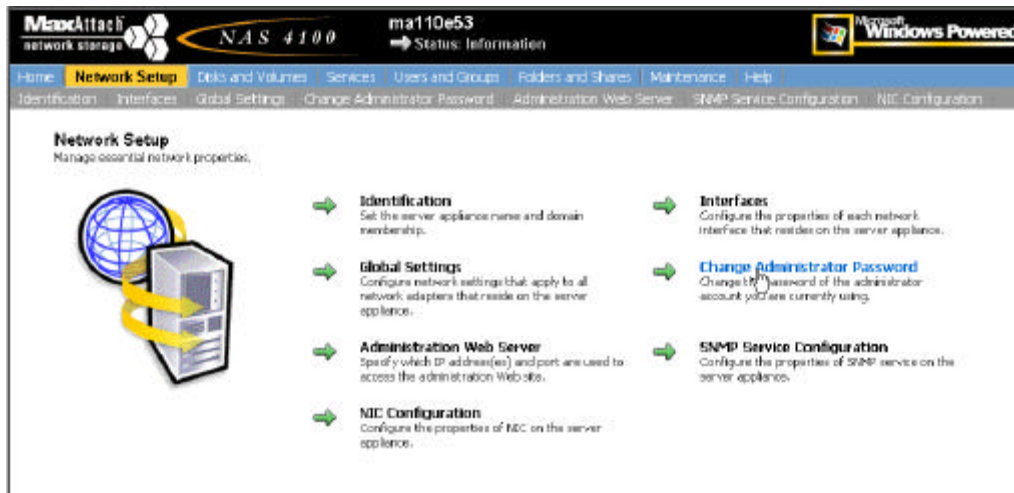 MaxAttach
network storage
NAS 4100
ma110e53
Status: Information
Microsoft
Windows Powered
Home Network Setup Disks and Volumes Services Users and Groups Folders and Shares Maintenance Help
Identification Interfaces Global Settings Change Administrator Password Administration Web Server SNMP Service Configuration NIC Configuration
Network Setup
Manage essential network properties.
Identification
Set the server appliance name and domain
membership.
Interfaces
Configure the properties of each network
interface that resides on the server appliance.
Global Settings
Configure network settings that apply to all
network adapters that reside on the server
appliance.
Change Administrator Password
Change the password of the administrator
account you are currently using.
Administration Web Server
Specify which IP address(es) and port are used to
access the administration Web site.
SNMP Service Configuration
Configure the properties of SNMP service on the
server appliance.
NIC Configuration
Configure the properties of NIC on the server
appliance.